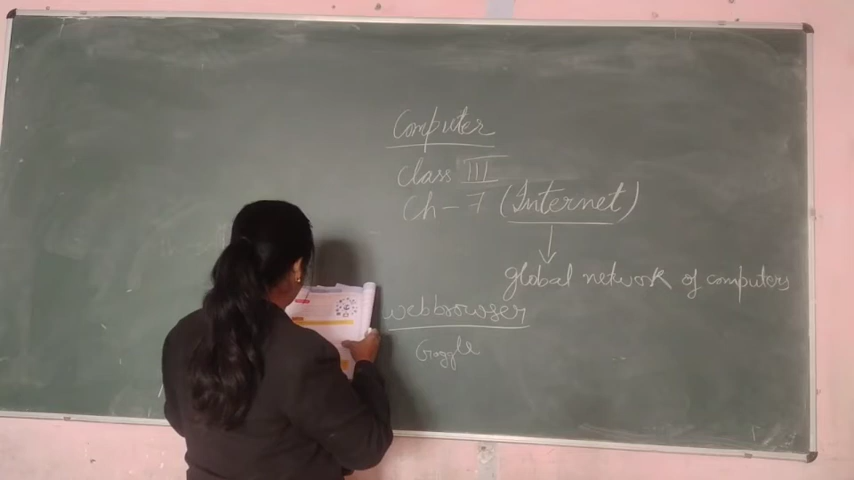 Computer
class III
Ch - 7 (Internet)
↓
global network of computers
webbrowser
Google